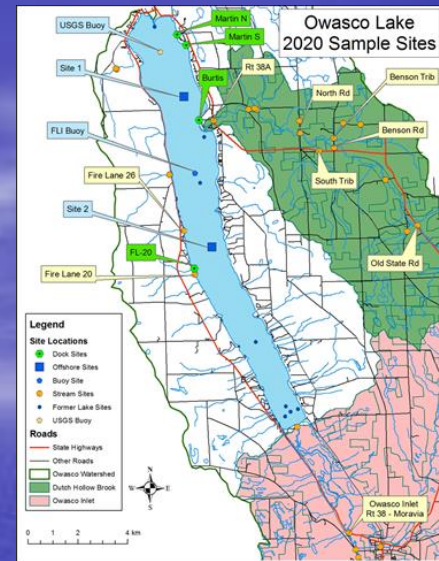 Owasco Lake
2020 Sample Sites
USGS Buoy
Martin N
Martin S
Site 1
Burtis
Rt 38A
North Rd
Benson Trib
FLI Buoy
Benson Rd
Fire Lane 26
South Trib
Site 2
FL-20
Old State Rd
Fire Lane 20
Legend
Site Locations
Dock Sites
Offshore Sites
Buoy Site
Stream Sites
Former Lake Sites
USGS Buoy
Roads
State Highways
Other Roads
Owasco Watershed
Dutch Hollow Brook
Owasco Inlet
N
W
E
S
0 1 2 4 km
Owasco Inlet
Rt 38 - Moravia